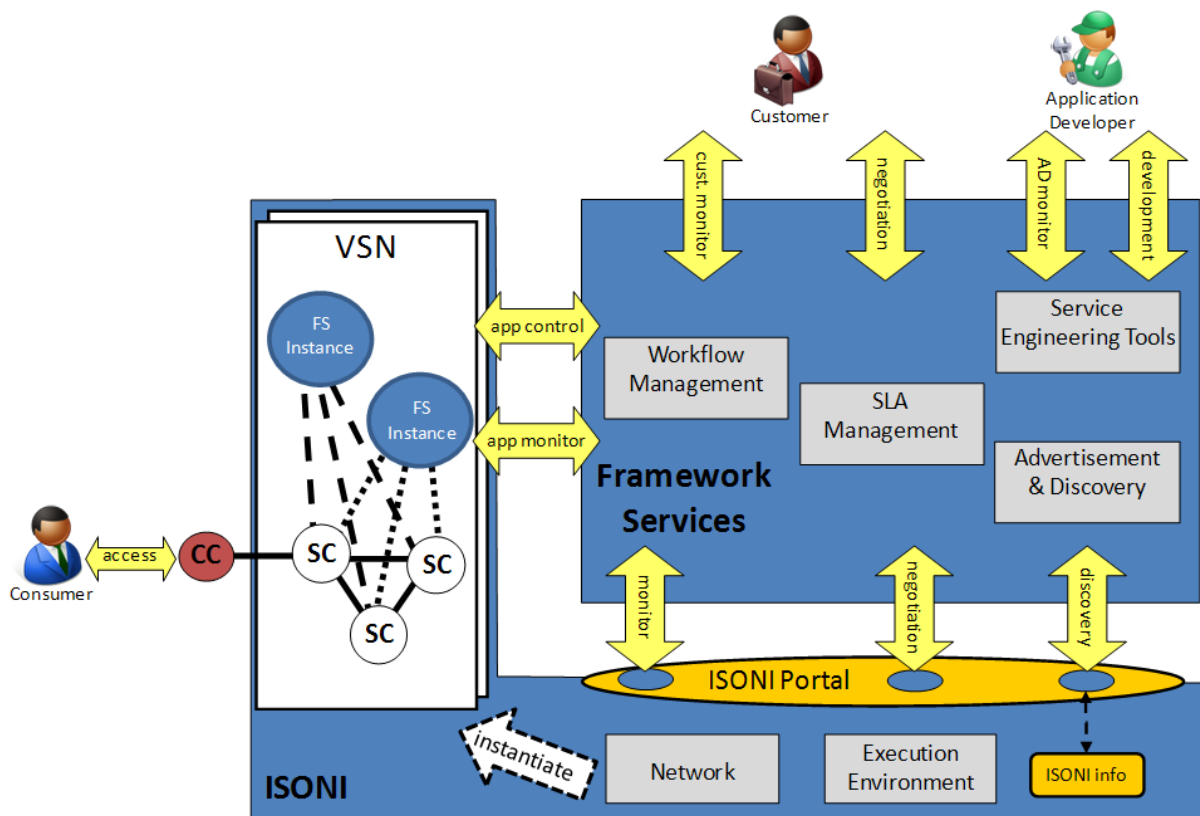 Customer
Application
Developer
cust. monitor
negotiation
AD monitor
development
VSN
FS
Instance
FS
Instance
app control
app monitor
Workflow
Management
SLA
Management
Service
Engineering Tools
Advertisement
& Discovery
Framework
Services
Consumer
access
CC
SC
SC
SC
monitor
negotiation
discovery
ISONI Portal
instantiate
Network
Execution
Environment
ISONI info
ISONI